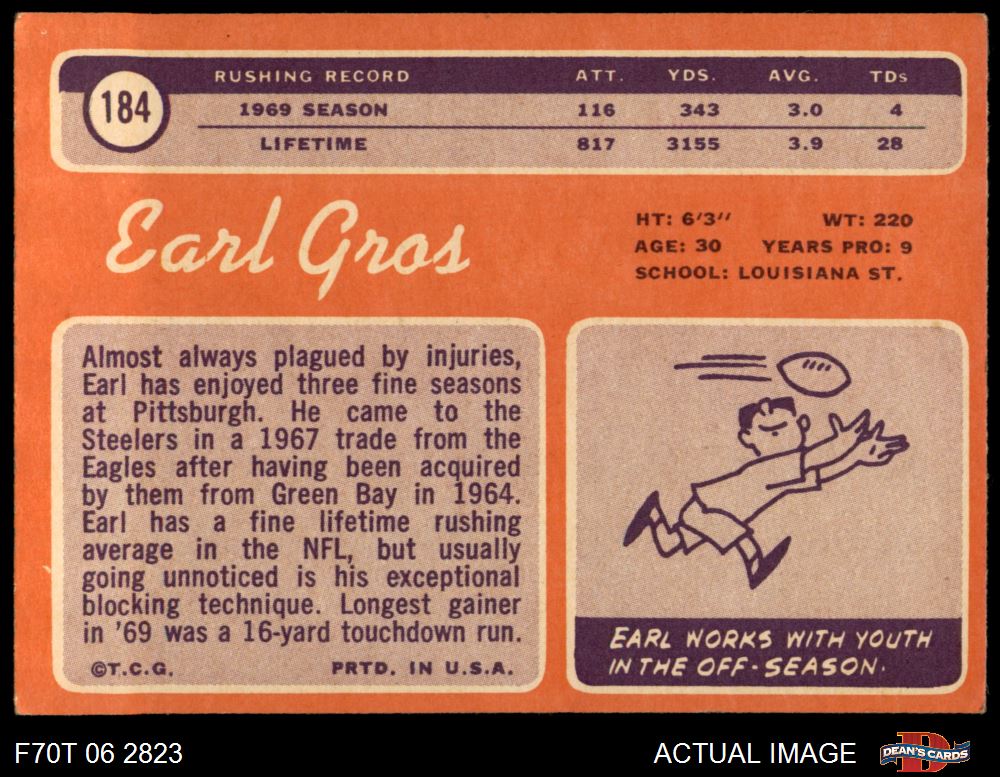 184
RUSHING RECORD ATT. YDS. AVG. TDs
1969 SEASON 116 343 3.0 4
LIFETIME 817 3155 3.9 28
Earl Gros
HT: 6'3" WT: 220
AGE: 30 YEARS PRO: 9
SCHOOL: LOUISIANA ST.
Almost always plagued by injuries,
Earl has enjoyed three fine seasons
at Pittsburgh. He came to the
Steelers in a 1967 trade from the
Eagles after having been acquired
by them from Green Bay in 1964.
Earl has a fine lifetime rushing
average in the NFL, but usually
going unnoticed is his exceptional
blocking technique. Longest gainer
in '69 was a 16-yard touchdown run.
©T.C.G. PRTD. IN U.S.A.
EARL WORKS WITH YOUTH
IN THE OFF-SEASON.
F70T 06 2823
ACTUAL IMAGE
D
DEAN'S CARDS